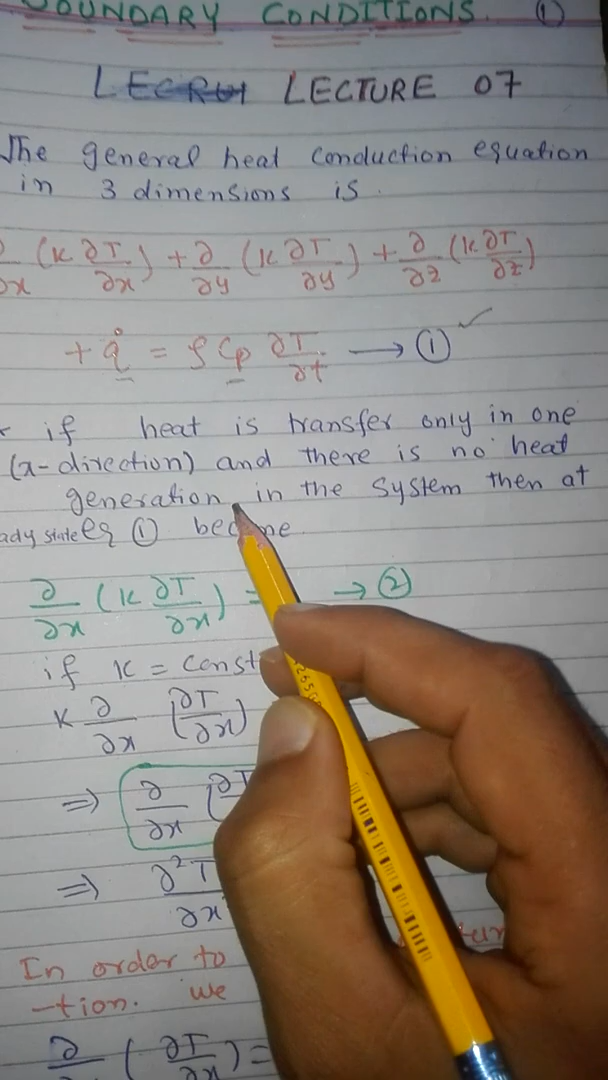 BOUNDARY CONDITIONS. (1)
LECTURE 07
The general heat conduction equation
in 3 dimensions is.
(K ∂T/∂x) + ∂/∂y (K ∂T/∂y) + ∂/∂z (K ∂T/∂z)
+ q̇ = ρ Cp ∂T/∂t → (1)
if heat is transfer only in one
(x-direction) and there is no heat
generation in the system then at
ady state eq (1) become
∂/∂x (K ∂T/∂x) = → (2)
if K = Const
K ∂/∂x (∂T/∂x)
⇒ ∂/∂x (∂T
⇒ ∂²T/∂x
In order to
-tion. we
∂ (∂T) =